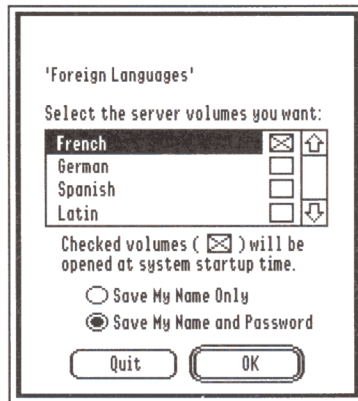 'Foreign Languages'
Select the server volumes you want:
French
German
Spanish
Latin
Checked volumes ( ) will be
opened at system startup time.
Save My Name Only
Save My Name and Password
Quit OK